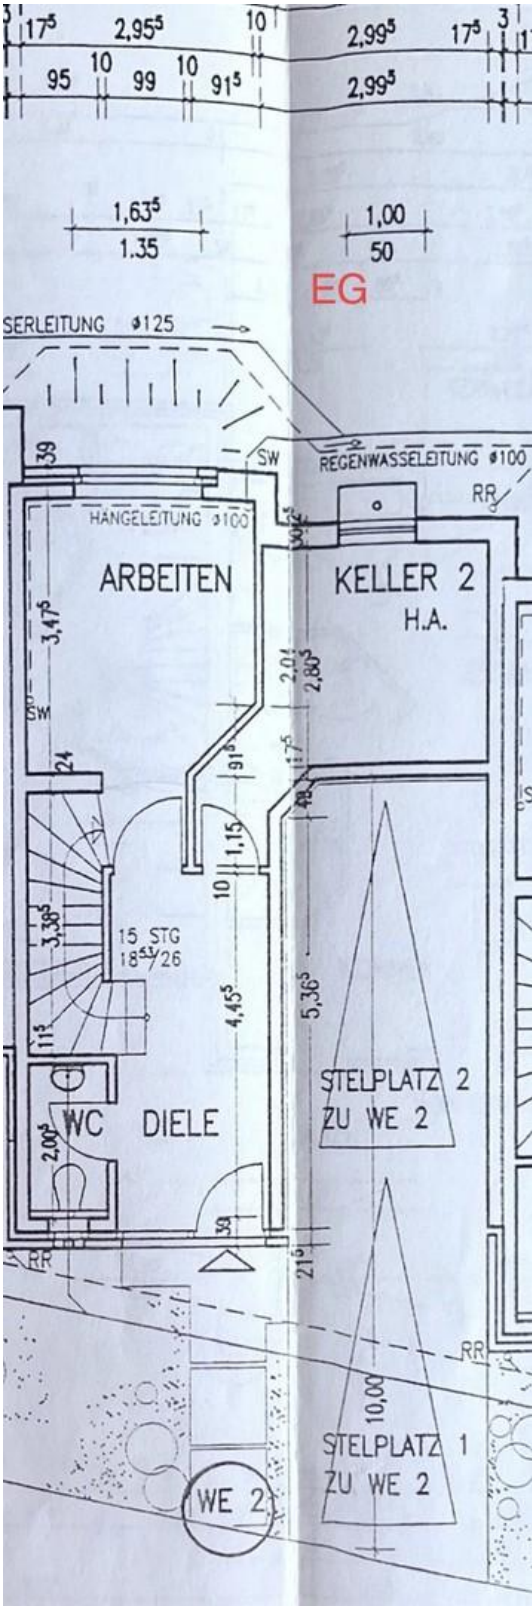 3 17⁵ 2,95⁵ 10 2,99⁵ 17⁵ 3
95 10 99 10 91⁵ 2,99⁵
1,63⁵ 1,00
1.35 50
EG
SERLEITUNG ø125
39 SW REGENWASSELEITUNG ø100
RR
HÄNGELEITUNG ø100
ARBEITEN KELLER 2
H.A.
3,47⁵
2,01 2,80⁵
SW
24 91⁵ 17⁵
49
1,15
10
3,38⁵ 15 STG
18⁵³/26
4,45⁵ 5,36⁵
11⁵
STELPLATZ 2
ZU WE 2
WC DIELE
2,00⁵
39
21⁵
RR
RR
10,00
STELPLATZ 1
ZU WE 2
WE 2